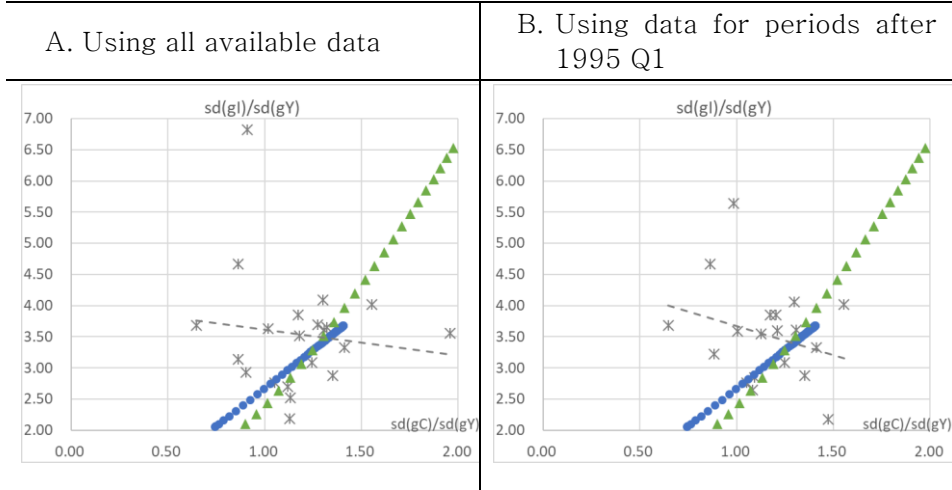 A. Using all available data
B. Using data for periods after
1995 Q1
sd(gI)/sd(gY)
7.00
6.50
6.00
5.50
5.00
4.50
4.00
3.50
3.00
2.50
2.00
sd(gC)/sd(gY)
0.00 0.50 1.00 1.50 2.00
sd(gI)/sd(gY)
7.00
6.50
6.00
5.50
5.00
4.50
4.00
3.50
3.00
2.50
2.00
sd(gC)/sd(gY)
0.00 0.50 1.00 1.50 2.00